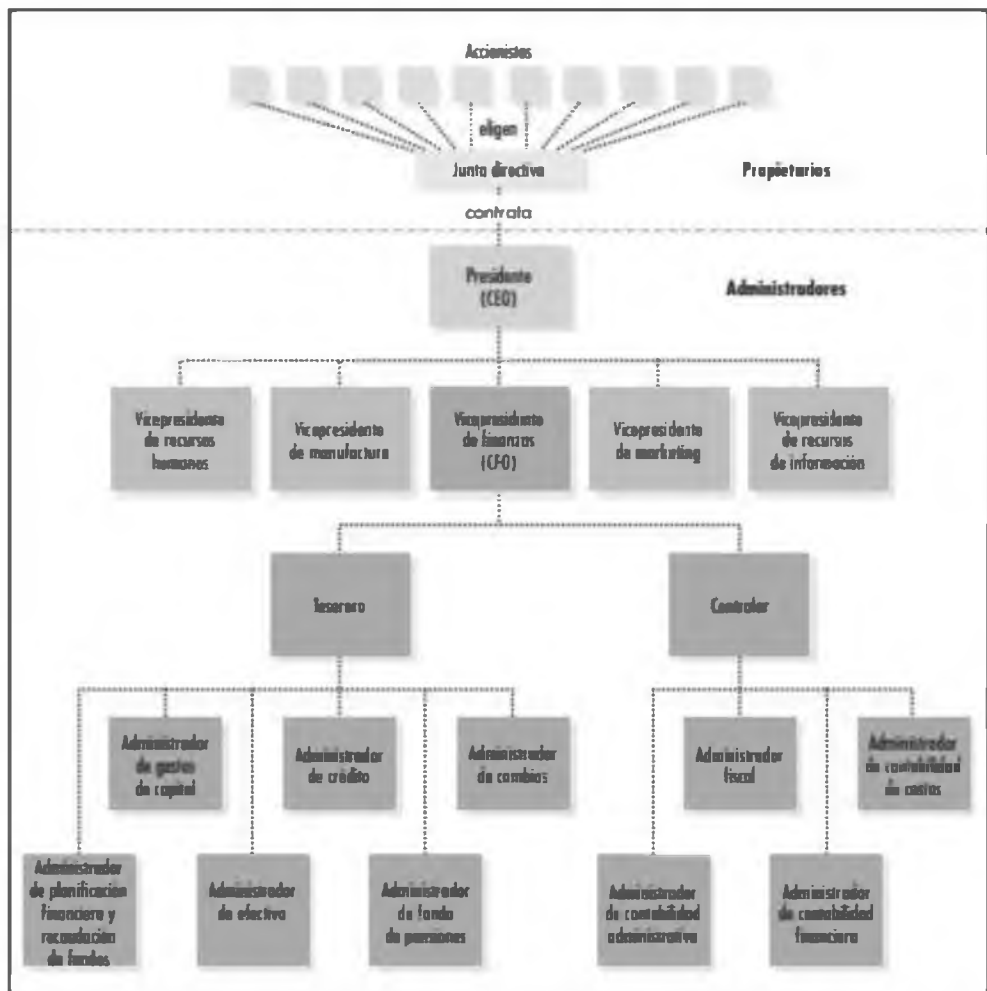 Accionistas
eligen
Junta directiva
Propietarios
contrata
Presidente
(CEO)
Administradores
Vicepresidente
de recursos
humanos
Vicepresidente
de manufactura
Vicepresidente
de finanzas
(CFO)
Vicepresidente
de marketing
Vicepresidente
de recursos
de información
Tesorero
Contralor
Administrador
de gastos
de capital
Administrador
de crédito
Administrador
de cambios
Administrador
fiscal
Administrador
de contabilidad
de costos
Administrador
de planificación
financiera y
recaudación
de fondos
Administrador
de efectivo
Administrador
de fondo
de pensiones
Administrador
de contabilidad
administrativa
Administrador
de contabilidad
financiera